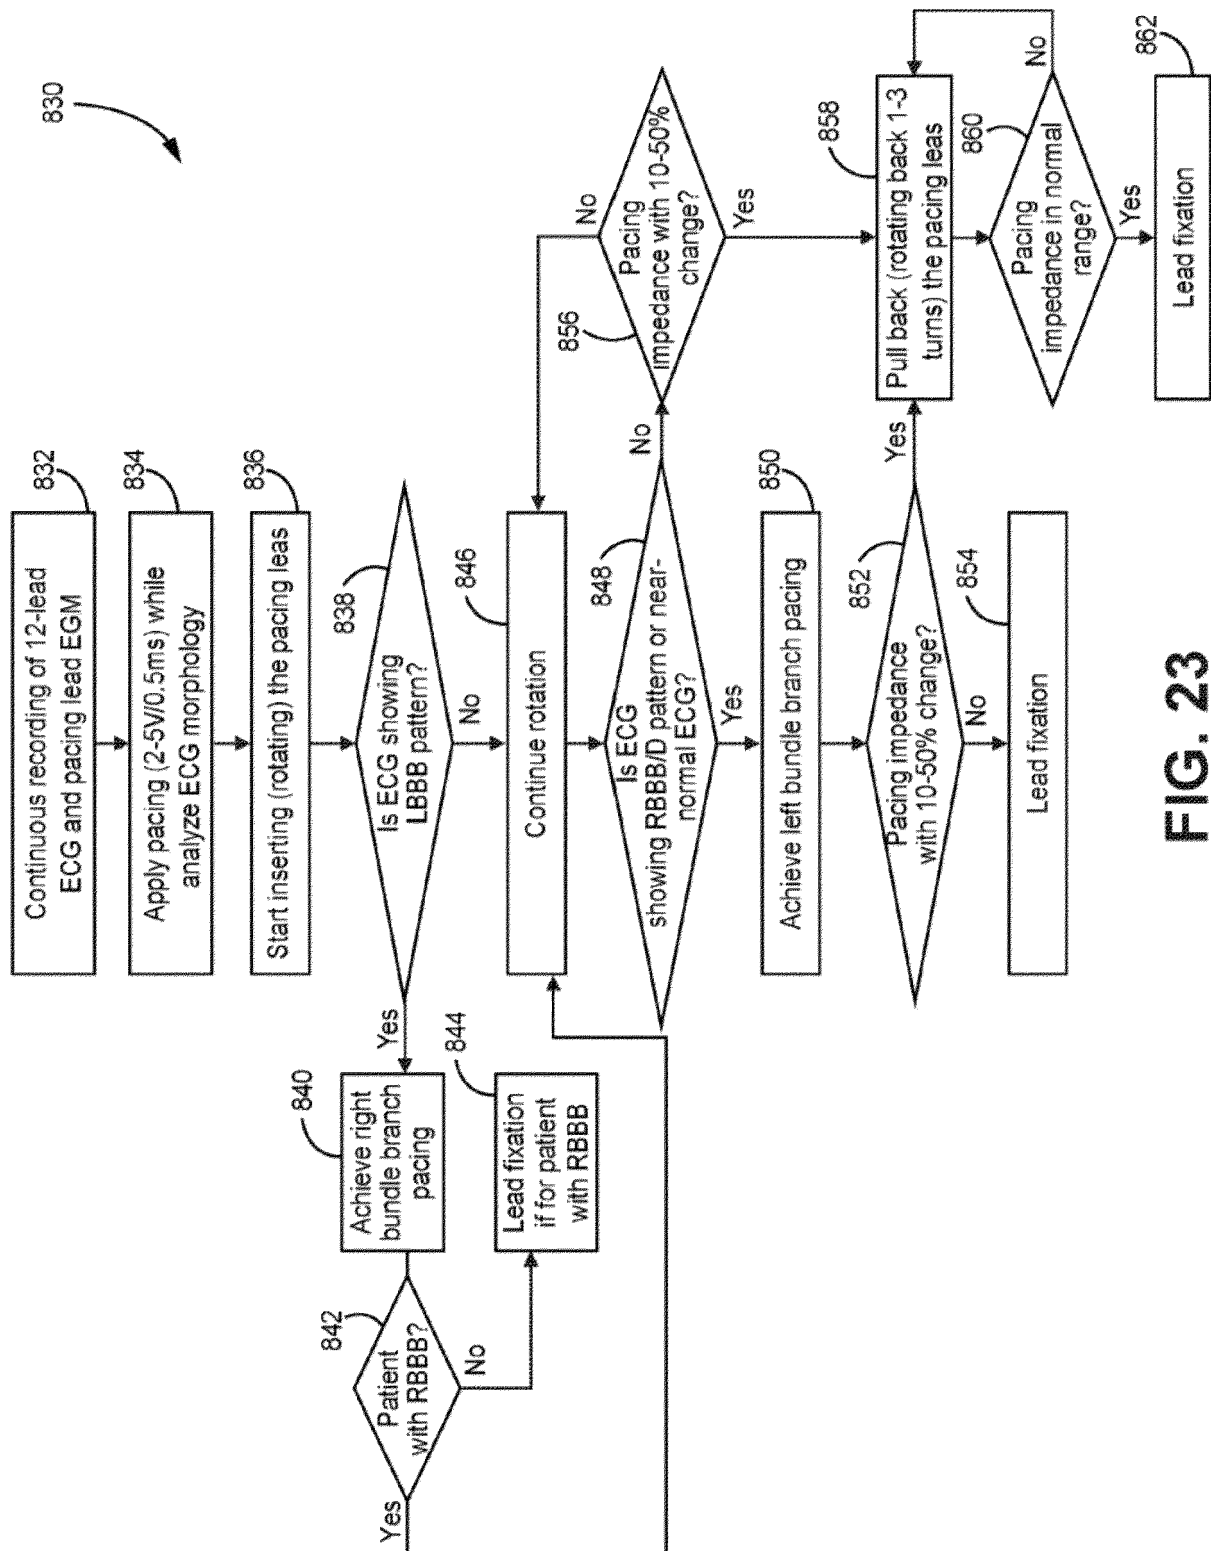 830
832
Continuous recording of 12-lead
ECG and pacing lead EGM
834
Apply pacing (2-5V/0.5ms) while
analyze ECG morphology
836
Start inserting (rotating) the pacing leas
838
Is ECG showing
LBBB pattern?
Yes
No
840
Achieve right
bundle branch
pacing
842
Patient
with RBBB?
Yes
No
844
Lead fixation
if for patient
with RBBB
846
Continue rotation
848
Is ECG
showing RBBB/D pattern or near-
normal ECG?
No
Yes
850
Achieve left bundle branch pacing
852
Pacing impedance
with 10-50% change?
Yes
No
854
Lead fixation
856
Pacing
impedance with 10-50%
change?
No
Yes
858
Pull back (rotating back 1-3
turns) the pacing leas
860
Pacing
impedance in normal
range?
No
Yes
862
Lead fixation
FIG. 23